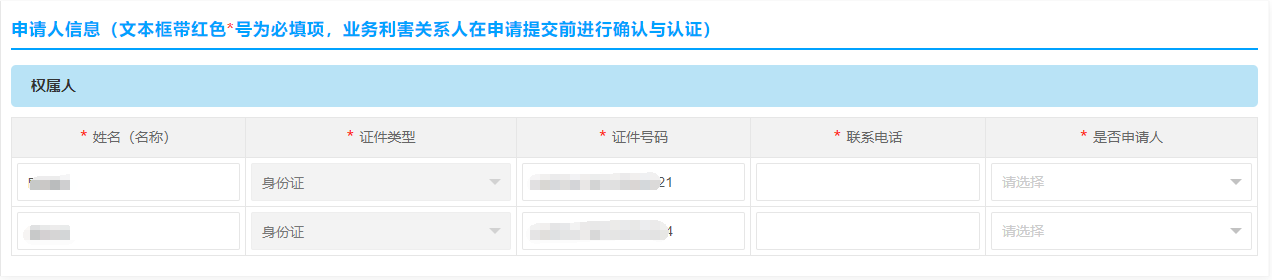 申请人信息（文本框带红色*号为必填项，业务利害关系人在申请提交前进行确认与认证）
权属人
* 姓名（名称） * 证件类型 * 证件号码 * 联系电话 * 是否申请人
身份证 21 请选择
身份证 4 请选择